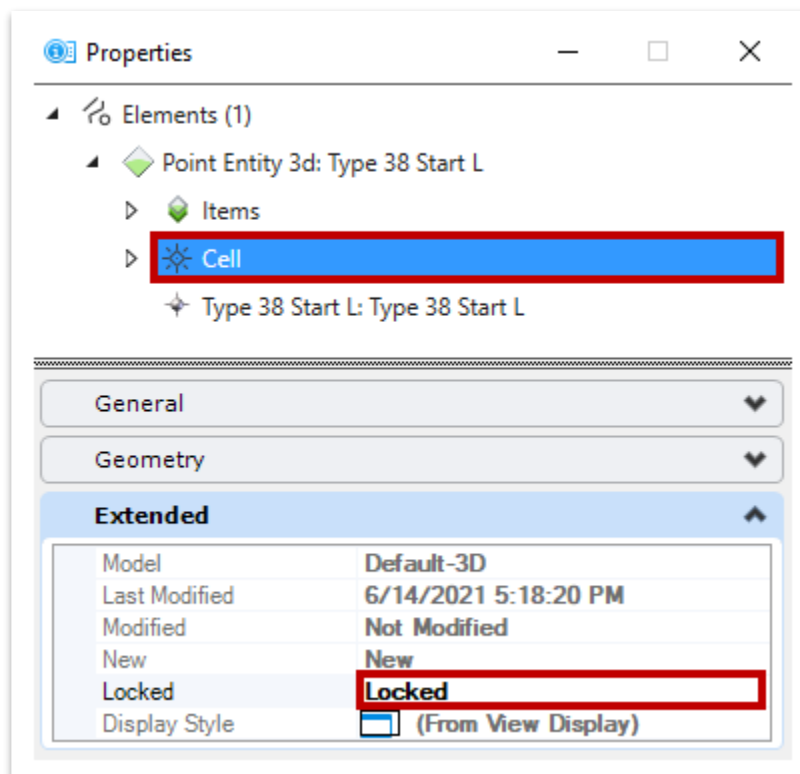 Properties
Elements (1)
Point Entity 3d: Type 38 Start L
Items
Cell
Type 38 Start L: Type 38 Start L
General
Geometry
Extended
Model Default-3D
Last Modified 6/14/2021 5:18:20 PM
Modified Not Modified
New New
Locked Locked
Display Style (From View Display)